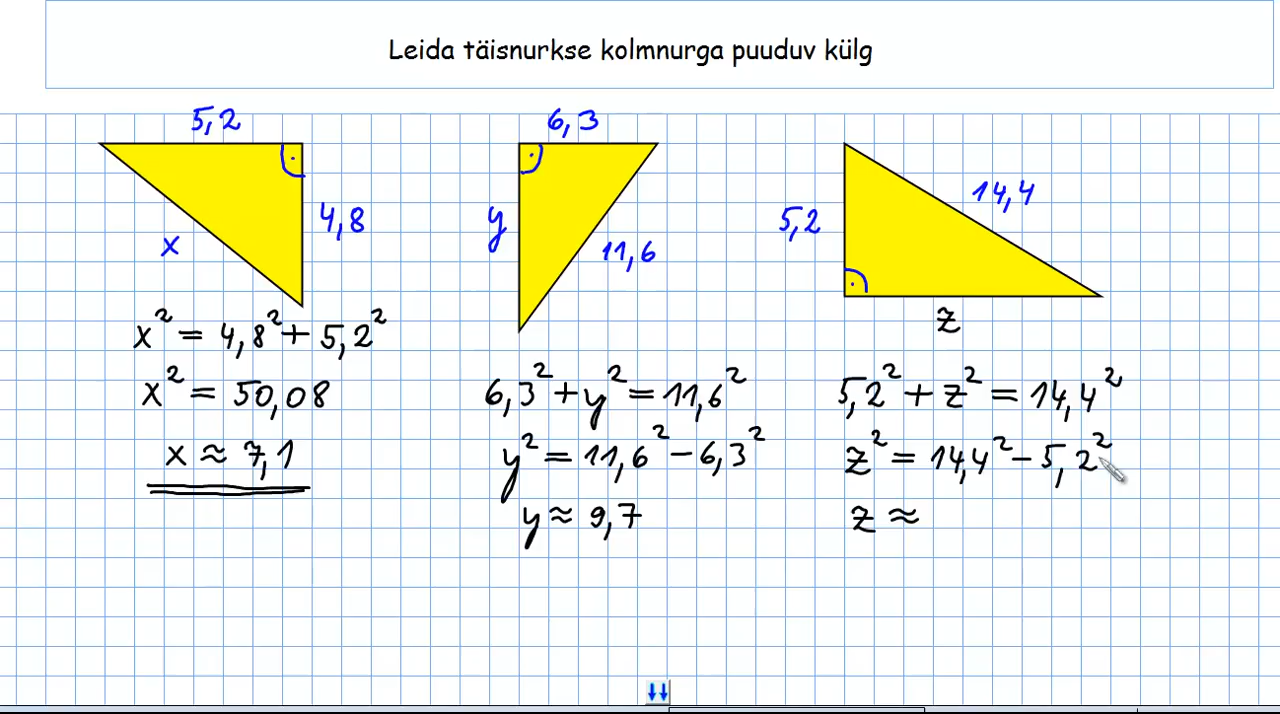 Leida täisnurkse kolmnurga puuduv külg
5,2
4,8
x
x² = 4,8² + 5,2²
x² = 50,08
x ≈ 7,1
6,3
y
11,6
6,3² + y² = 11,6²
y² = 11,6² − 6,3²
y ≈ 9,7
5,2
14,4
z
5,2² + z² = 14,4²
z² = 14,4² − 5,2²
z ≈